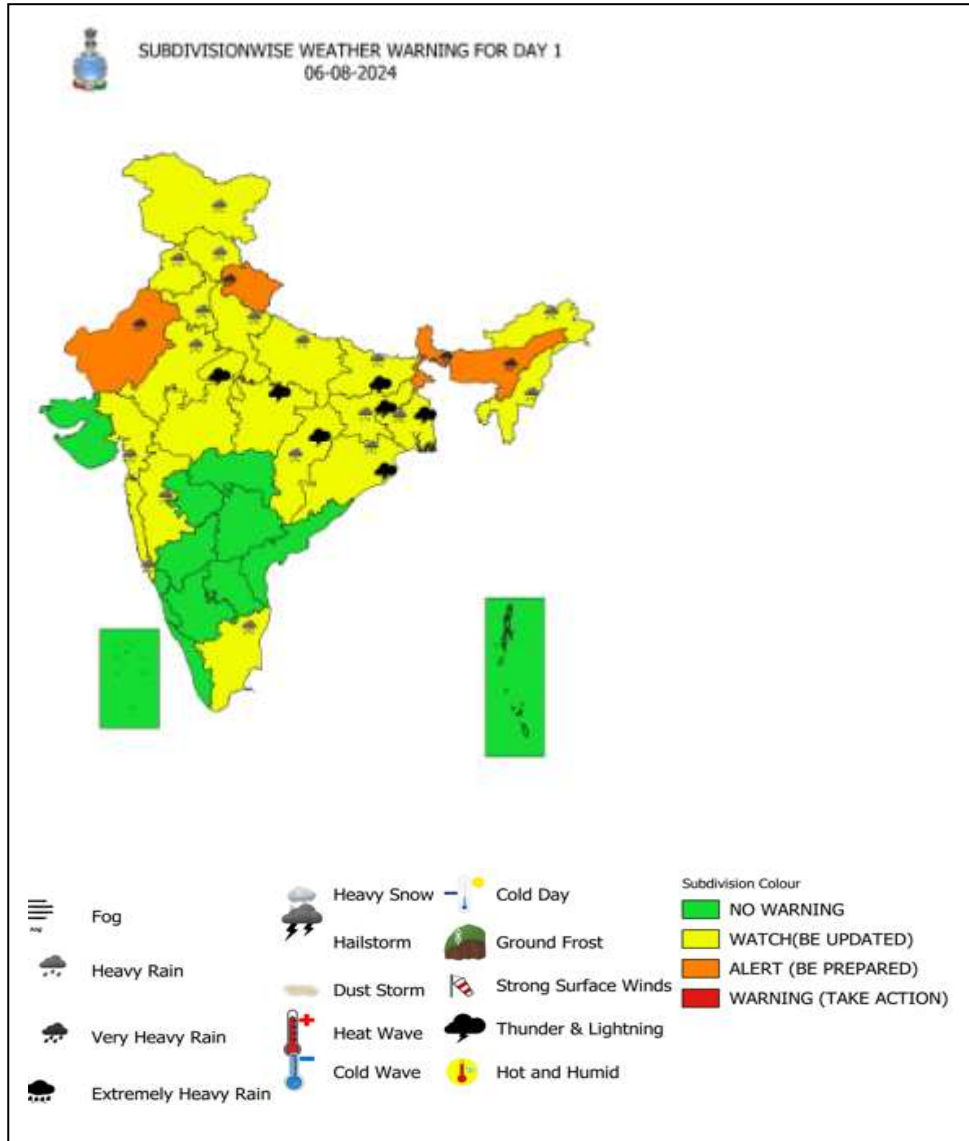 SUBDIVISIONWISE WEATHER WARNING FOR DAY 1
06-08-2024
Fog
Heavy Rain
Very Heavy Rain
Extremely Heavy Rain
Heavy Snow
Hailstorm
Dust Storm
Heat Wave
Cold Wave
Cold Day
Ground Frost
Strong Surface Winds
Thunder & Lightning
Hot and Humid
Subdivision Colour
NO WARNING
WATCH(BE UPDATED)
ALERT (BE PREPARED)
WARNING (TAKE ACTION)